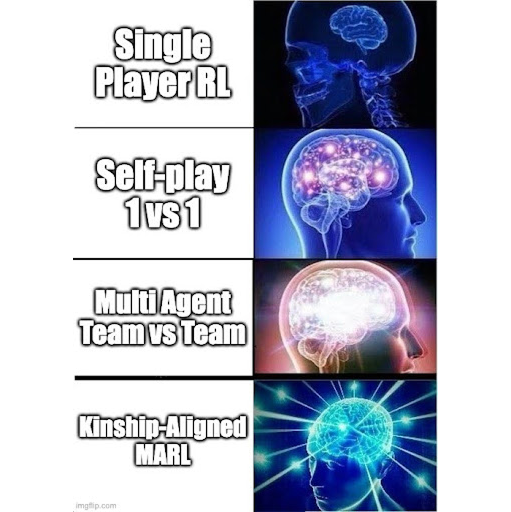 Single
Player RL
Self-play
1 vs 1
Multi Agent
Team vs Team
Kinship-Aligned
MARL
imgflip.com